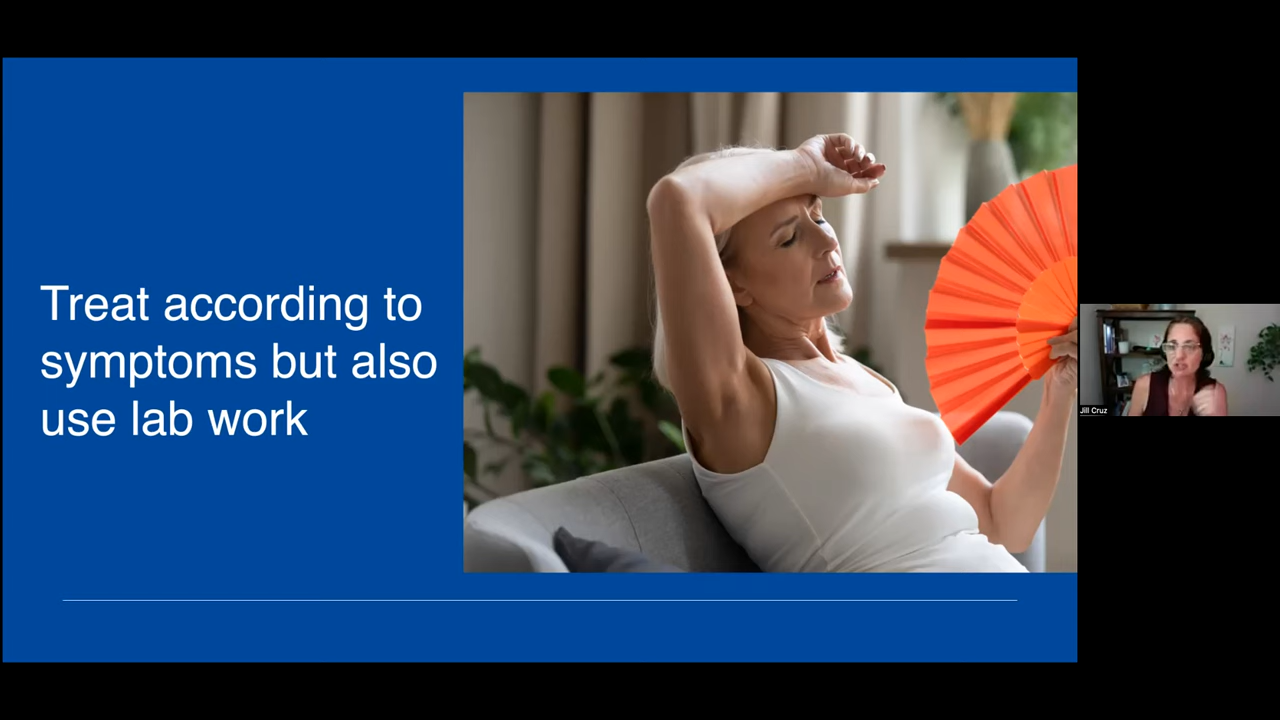 Treat according to
symptoms but also
use lab work
Jill Cruz